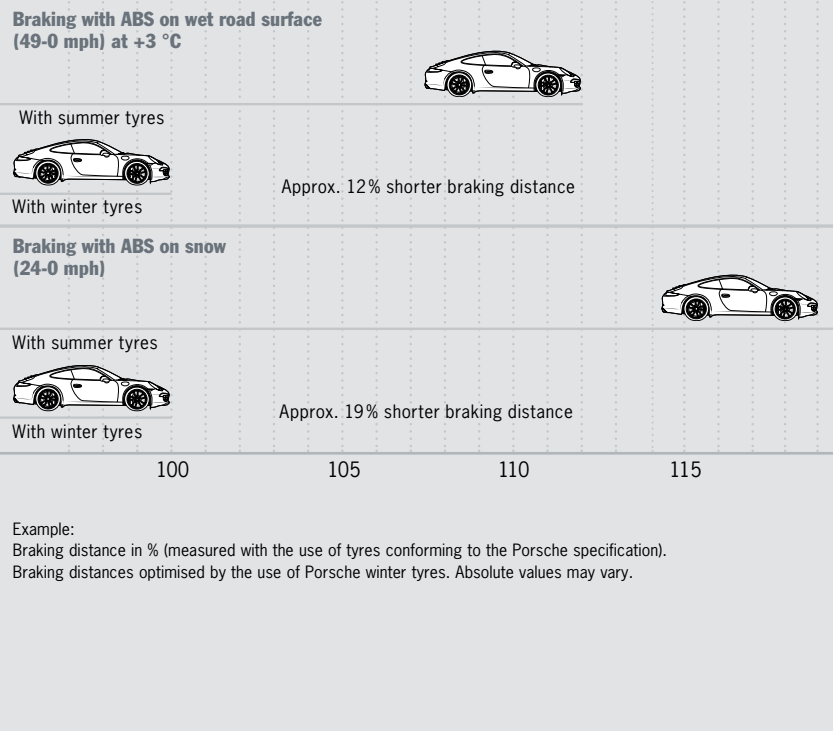 Braking with ABS on wet road surface
(49-0 mph) at +3 °C
With summer tyres
Approx. 12% shorter braking distance
With winter tyres
Braking with ABS on snow
(24-0 mph)
With summer tyres
Approx. 19% shorter braking distance
With winter tyres
100 105 110 115
Example:
Braking distance in % (measured with the use of tyres conforming to the Porsche specification).
Braking distances optimised by the use of Porsche winter tyres. Absolute values may vary.